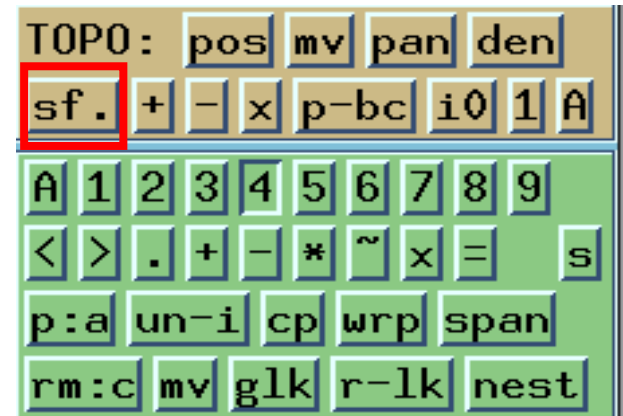 TOPO: pos mv pan den
sf. + - x p-bc i0 1 A
A 1 2 3 4 5 6 7 8 9
< > . + - * ~ x = s
p:a un-i cp wrp span
rm:c mv glk r-lk nest